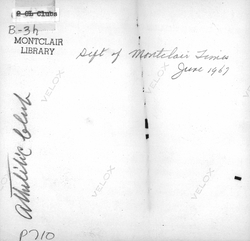 B-3h
MONTCLAIR
LIBRARY
Gift of Montclair Times
June 1967
Athletic Club
P710
VELOX
VELOX
VELOX
VELOX
VELOX
VELOX